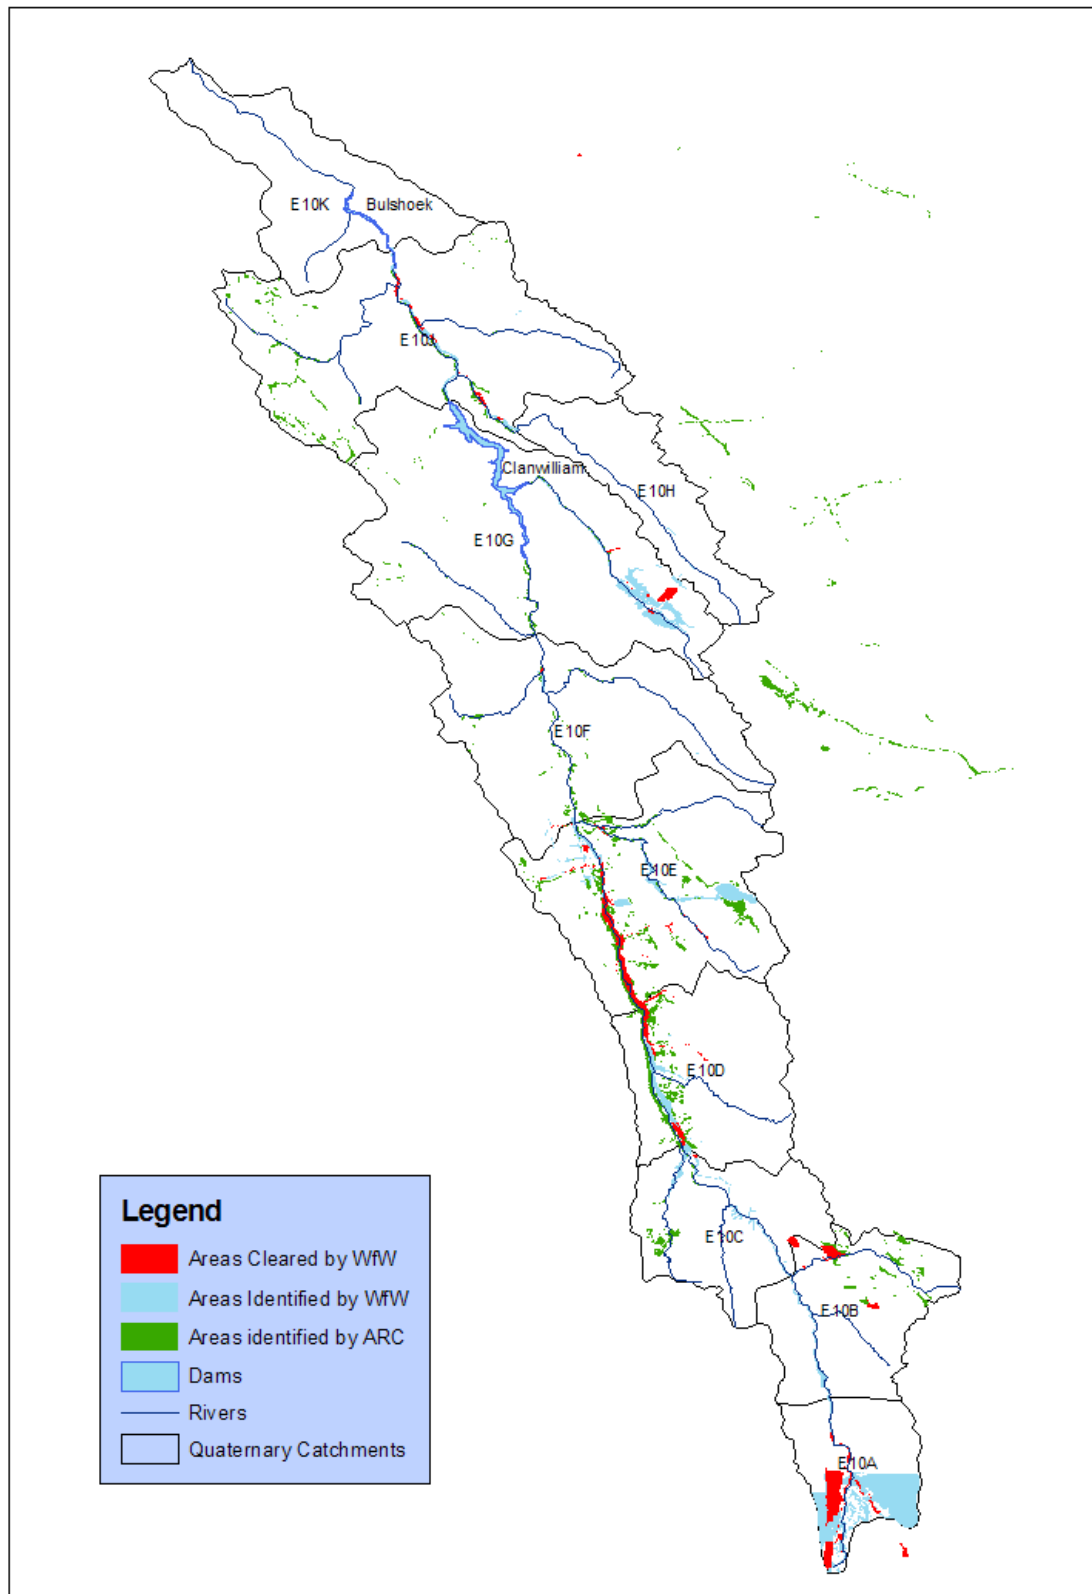 E10K
Bulshoek
E10J
Clanwilliam
E10H
E10G
E10F
E10E
E10D
E10C
E10B
E10A
Legend
Areas Cleared by WfW
Areas Identified by WfW
Areas identified by ARC
Dams
Rivers
Quaternary Catchments